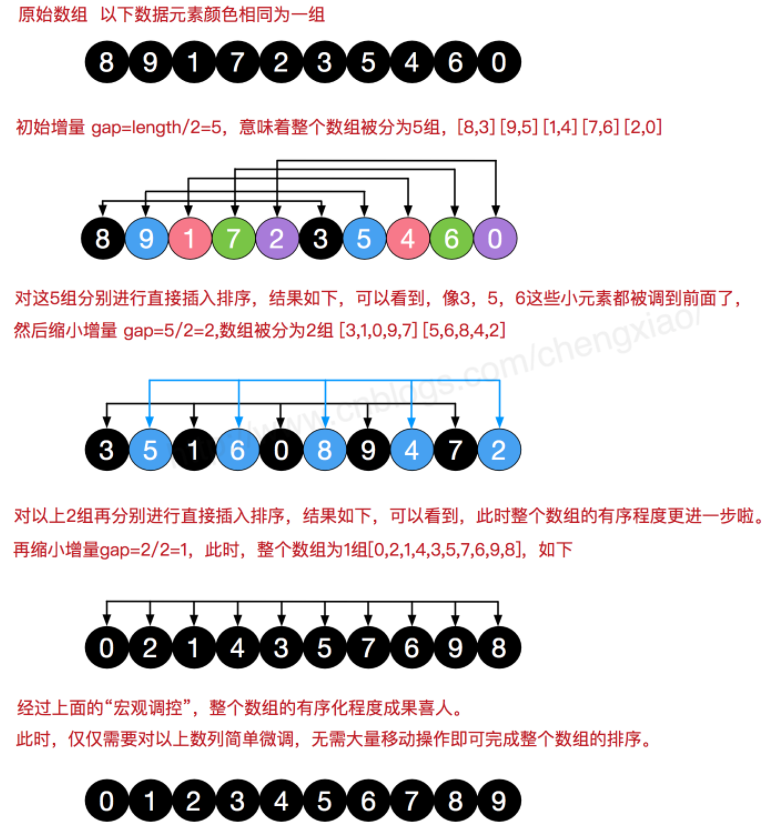 原始数组 以下数据元素颜色相同为一组
8 9 1 7 2 3 5 4 6 0
初始增量 gap=length/2=5，意味着整个数组被分为5组，[8,3][9,5][1,4][7,6][2,0]
8 9 1 7 2 3 5 4 6 0
对这5组分别进行直接插入排序，结果如下，可以看到，像3，5，6这些小元素都被调到前面了，
然后缩小增量 gap=5/2=2,数组被分为2组 [3,1,0,9,7][5,6,8,4,2]
http://www.cnblogs.com/chengxiao/
3 5 1 6 0 8 9 4 7 2
对以上2组再分别进行直接插入排序，结果如下，可以看到，此时整个数组的有序程度更进一步啦。
再缩小增量gap=2/2=1，此时，整个数组为1组[0,2,1,4,3,5,7,6,9,8]，如下
0 2 1 4 3 5 7 6 9 8
经过上面的“宏观调控”，整个数组的有序化程度成果喜人。
此时，仅仅需要对以上数列简单微调，无需大量移动操作即可完成整个数组的排序。
0 1 2 3 4 5 6 7 8 9